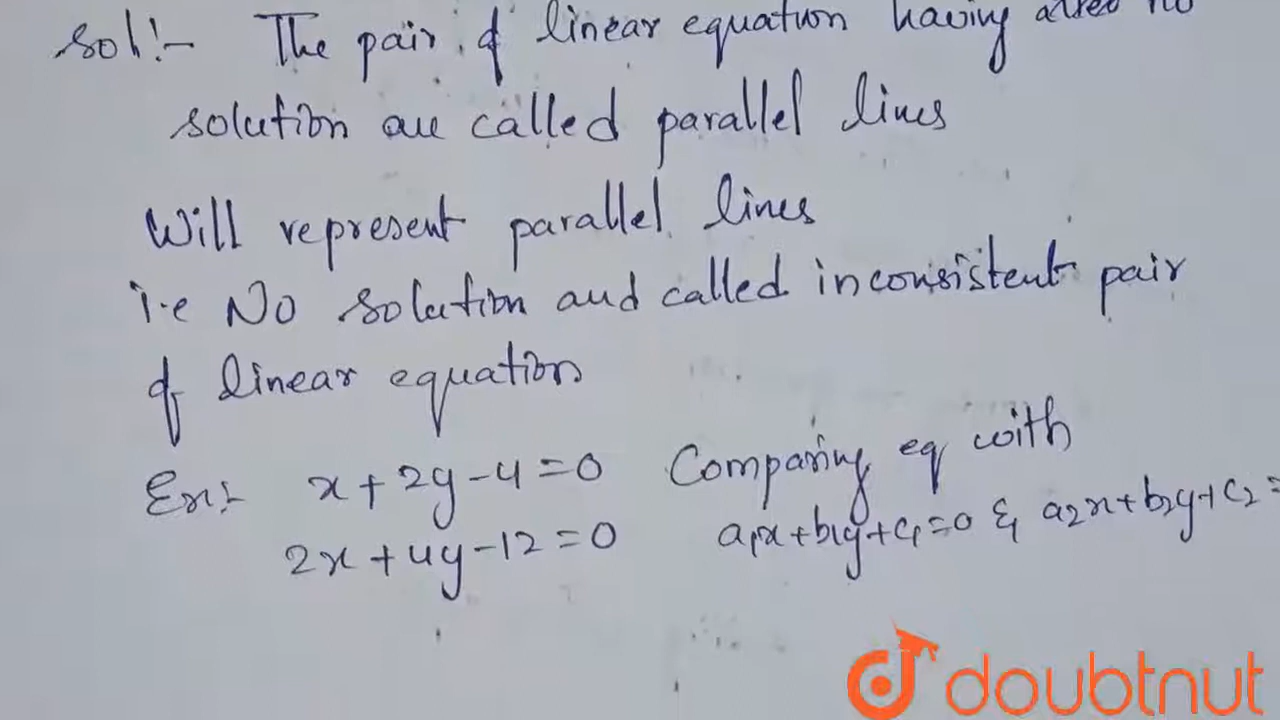 Sol:- The pair of linear equation having no
solution are called parallel lines
Will represent parallel lines
i.e No solution and called inconsistent pair
of linear equation
Ex:- x+2y-4=0 Comparing eq with
2x+4y-12=0 a₁x+b₁y+c₁=0 & a₂x+b₂y+c₂=
doubtnut